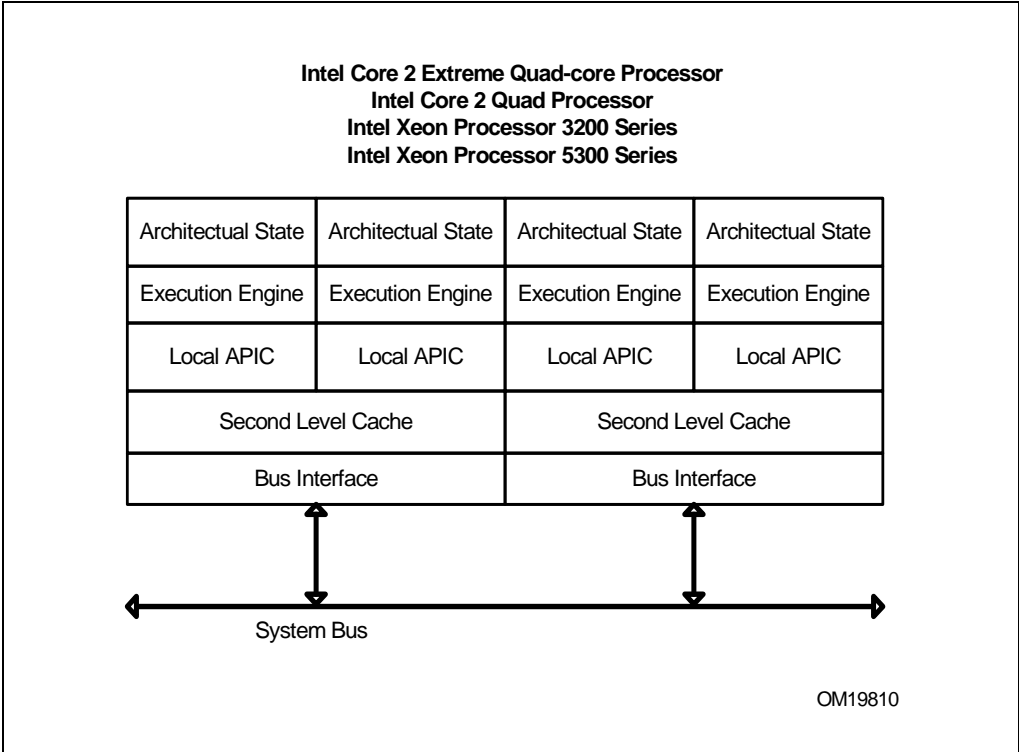 Intel Core 2 Extreme Quad-core Processor
Intel Core 2 Quad Processor
Intel Xeon Processor 3200 Series
Intel Xeon Processor 5300 Series
Architectual State Architectual State Architectual State Architectual State
Execution Engine Execution Engine Execution Engine Execution Engine
Local APIC Local APIC Local APIC Local APIC
Second Level Cache Second Level Cache
Bus Interface Bus Interface
System Bus
OM19810